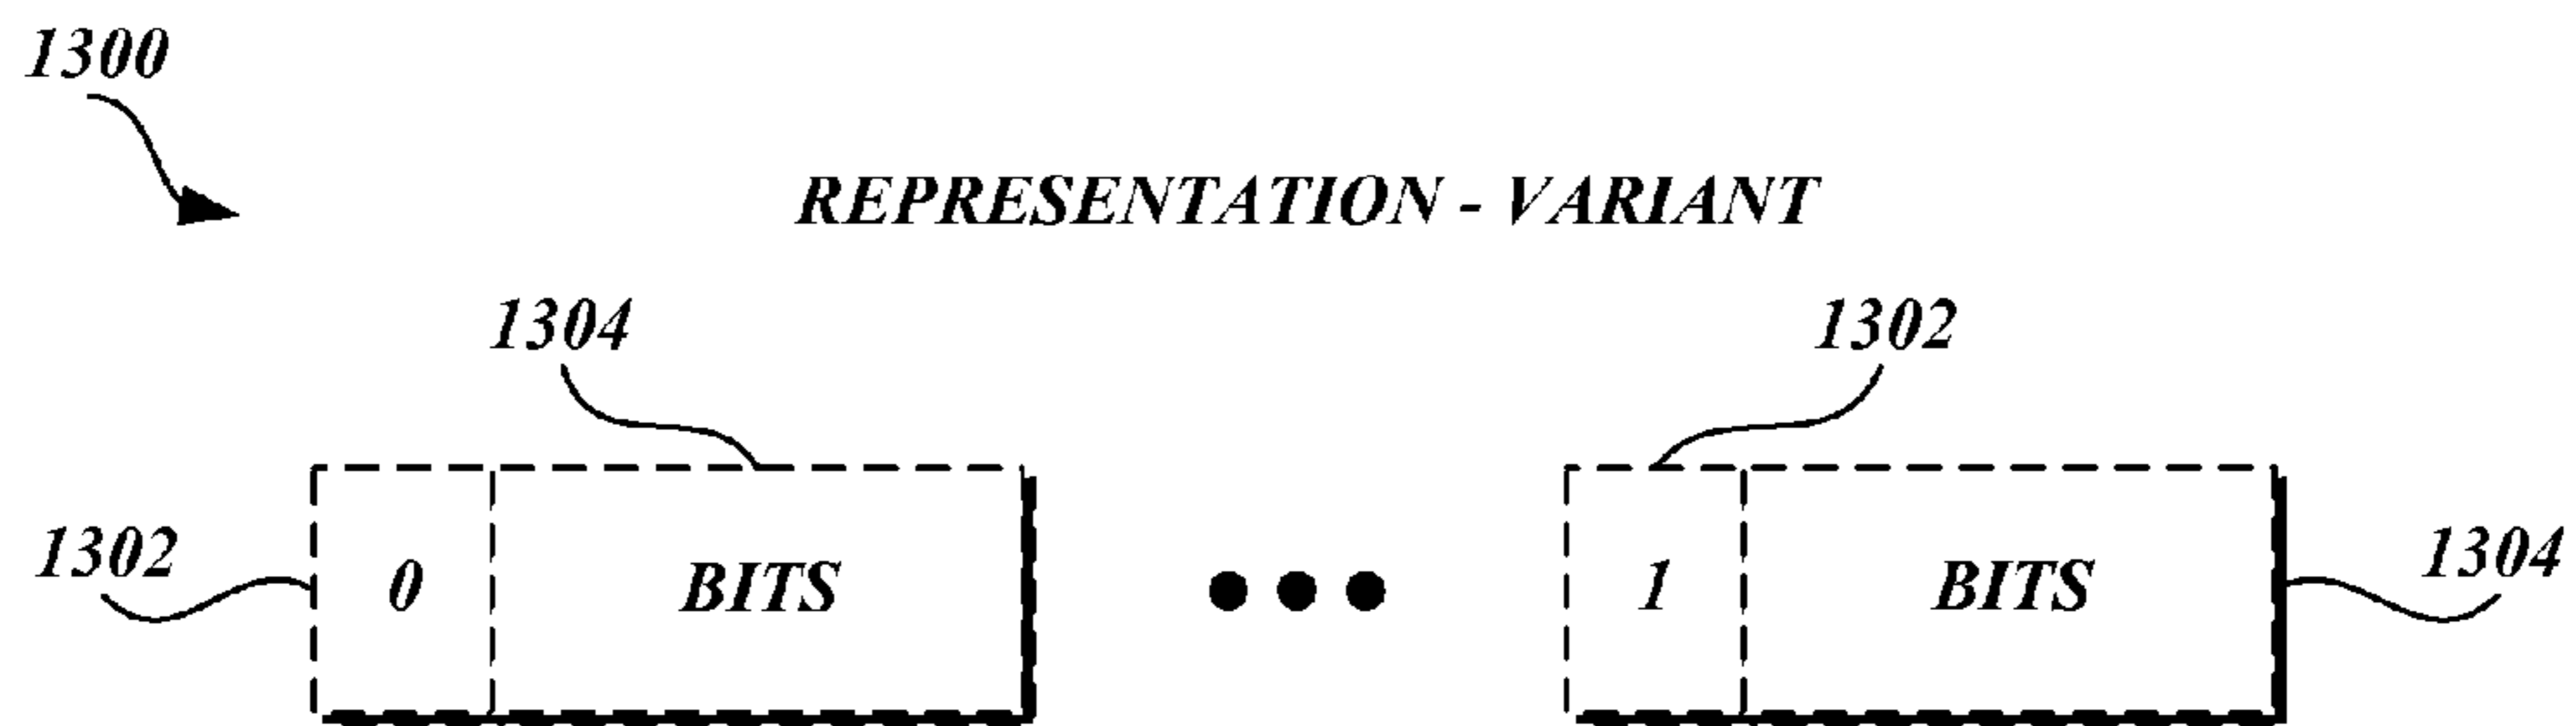 1300
REPRESENTATION - VARIANT
1304
1302
1302
0
BITS
1
BITS
1304